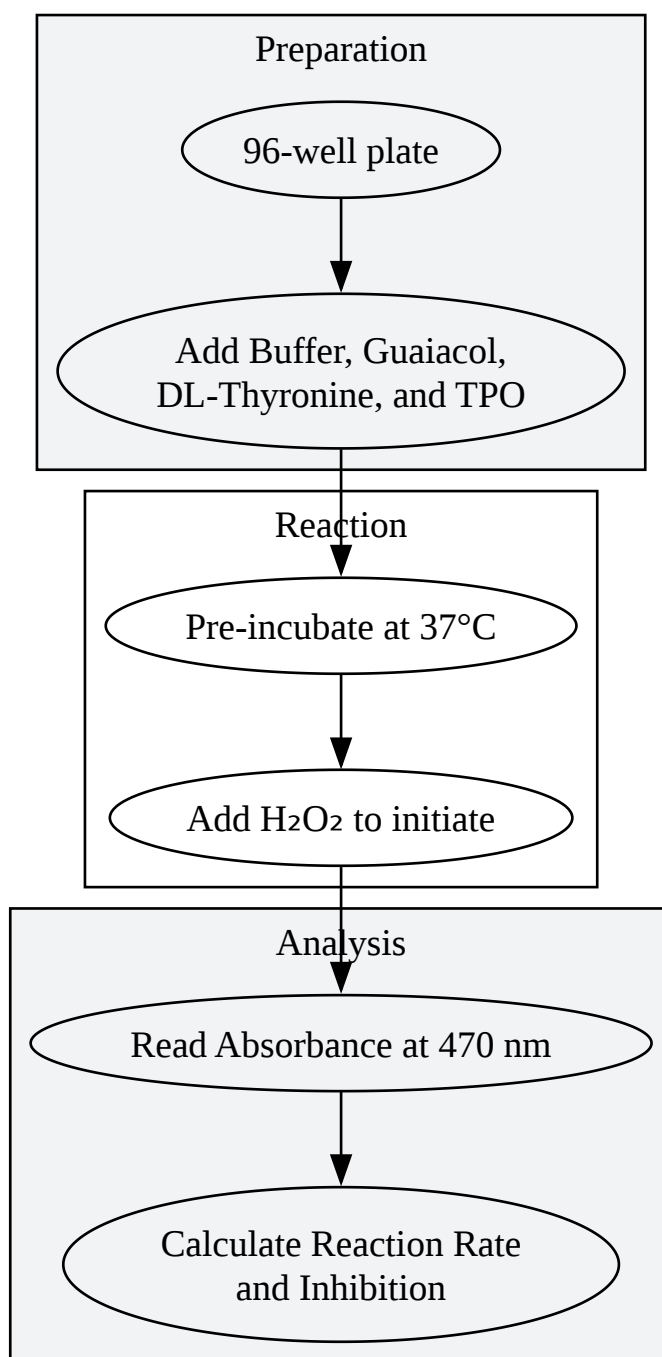 Preparation
96-well plate
Add Buffer, Guaiacol,
DL-Thyronine, and TPO
Reaction
Pre-incubate at 37°C
Add H₂O₂ to initiate
Analysis
Read Absorbance at 470 nm
Calculate Reaction Rate
and Inhibition